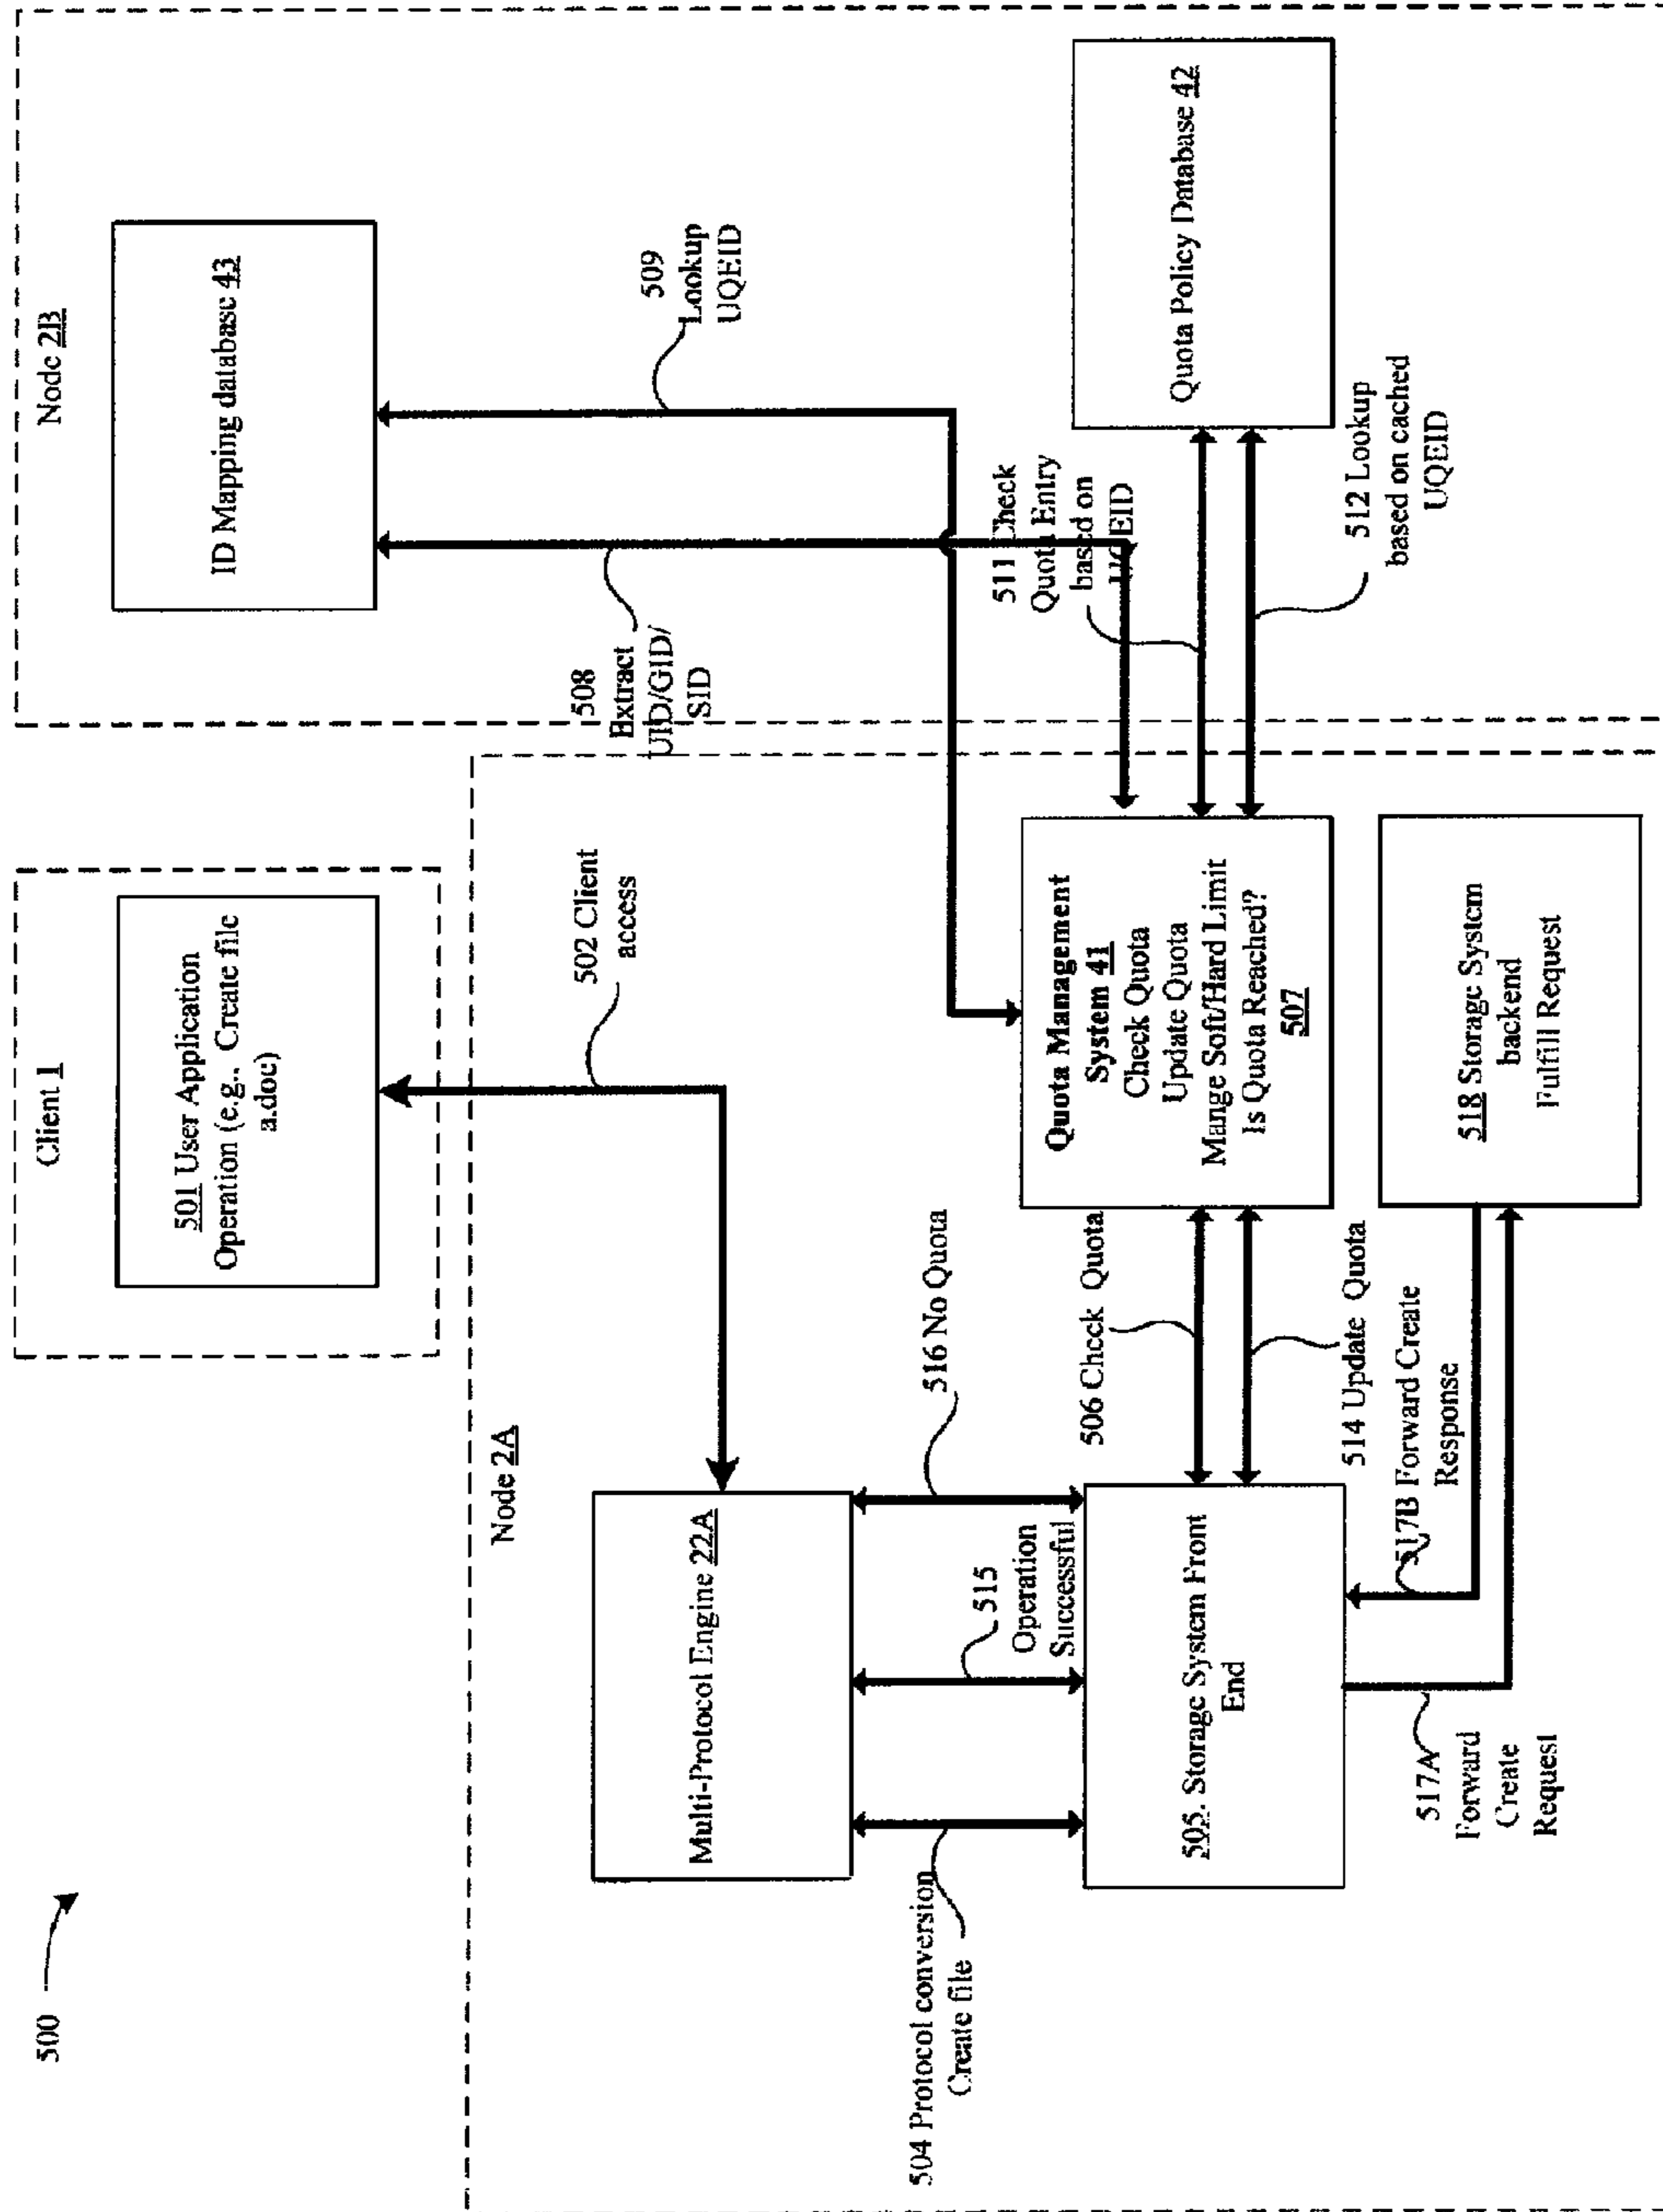 500
Client 1
501 User Application
Operation (e.g., Create file
a.doc)
502 Client
access
Node 2A
Multi-Protocol Engine 22A
504 Protocol conversion
Create file
515
Operation
Successful
516 No Quota
505. Storage System Front
End
506 Check Quota
514 Update Quota
517A
Forward
Create
Request
517B Forward Create
Response
Quota Management
System 41
Check Quota
Update Quota
Mange Soft/Hard Limit
Is Quota Reached?
507
518 Storage System
backend
Fulfill Request
Node 2B
ID Mapping database 43
508
Extract
UID/GID/
SID
509
Lookup
UQEID
511 Check
Quota Entry
based on
UQEID
512 Lookup
based on cached
UQEID
Quota Policy Database 42